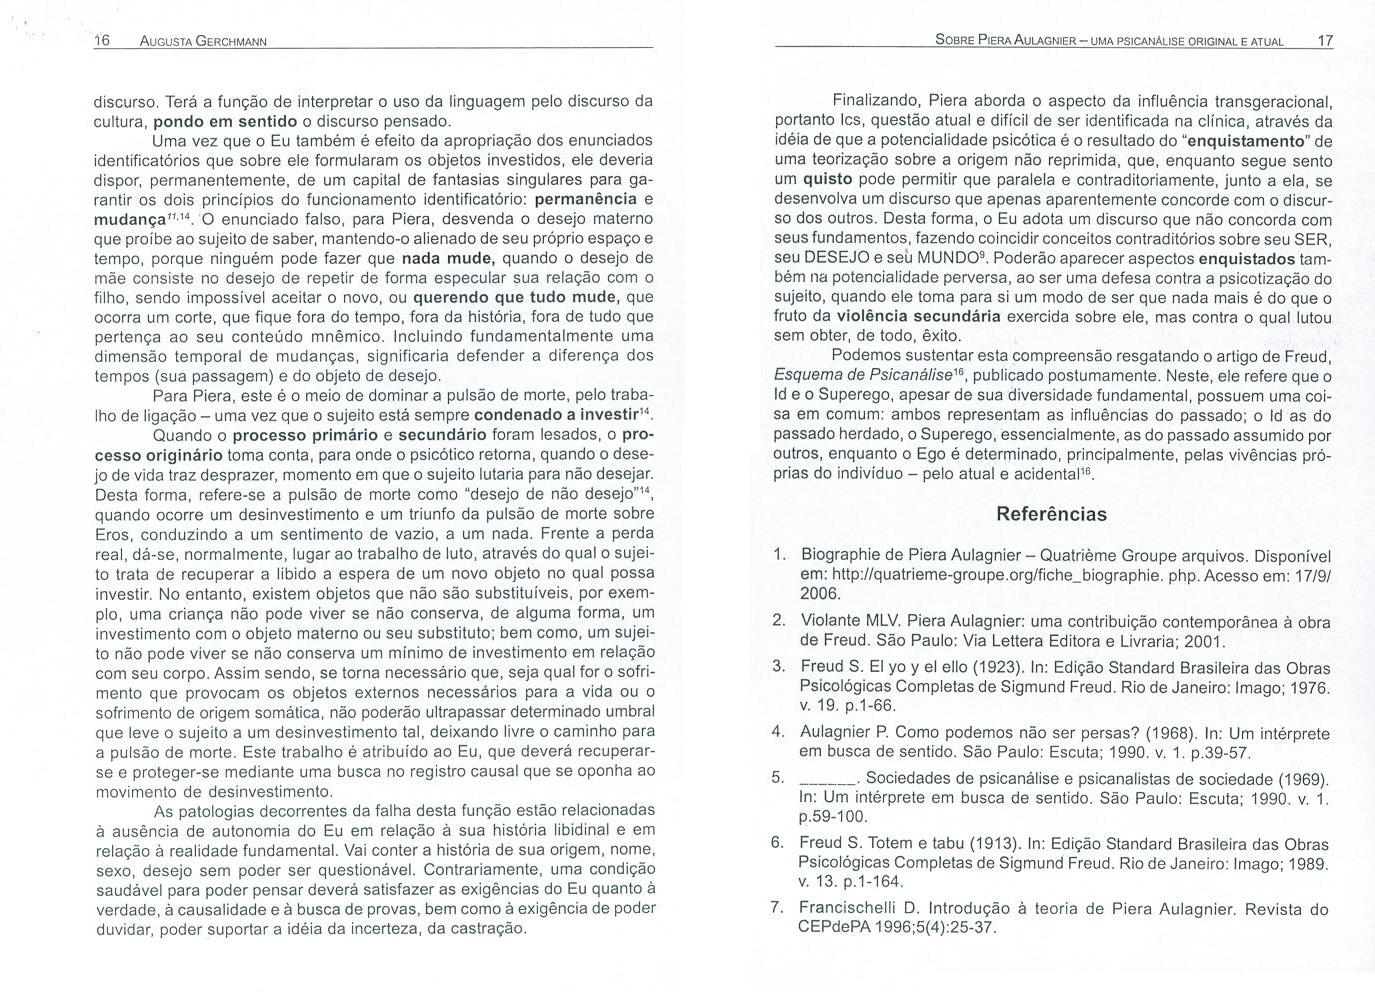 16 AUGUSTA GERCHMANN
discurso. Terá a função de interpretar o uso da linguagem pelo discurso da
cultura, pondo em sentido o discurso pensado.
Uma vez que o Eu também é efeito da apropriação dos enunciados
identificatórios que sobre ele formularam os objetos investidos, ele deveria
dispor, permanentemente, de um capital de fantasias singulares para ga-
rantir os dois princípios do funcionamento identificatório: permanência e
mudança¹¹,¹⁴. O enunciado falso, para Piera, desvenda o desejo materno
que proíbe ao sujeito de saber, mantendo-o alienado de seu próprio espaço e
tempo, porque ninguém pode fazer que nada mude, quando o desejo de
mãe consiste no desejo de repetir de forma especular sua relação com o
filho, sendo impossível aceitar o novo, ou querendo que tudo mude, que
ocorra um corte, que fique fora do tempo, fora da história, fora de tudo que
pertença ao seu conteúdo mnêmico. Incluindo fundamentalmente uma
dimensão temporal de mudanças, significaria defender a diferença dos
tempos (sua passagem) e do objeto de desejo.
Para Piera, este é o meio de dominar a pulsão de morte, pelo traba-
lho de ligação – uma vez que o sujeito está sempre condenado a investir¹⁴.
Quando o processo primário e secundário foram lesados, o pro-
cesso originário toma conta, para onde o psicótico retorna, quando o dese-
jo de vida traz desprazer, momento em que o sujeito lutaria para não desejar.
Desta forma, refere-se a pulsão de morte como “desejo de não desejo”¹⁴,
quando ocorre um desinvestimento e um triunfo da pulsão de morte sobre
Eros, conduzindo a um sentimento de vazio, a um nada. Frente a perda
real, dá-se, normalmente, lugar ao trabalho de luto, através do qual o sujei-
to trata de recuperar a libido a espera de um novo objeto no qual possa
investir. No entanto, existem objetos que não são substituíveis, por exem-
plo, uma criança não pode viver se não conserva, de alguma forma, um
investimento com o objeto materno ou seu substituto; bem como, um sujei-
to não pode viver se não conserva um mínimo de investimento em relação
com seu corpo. Assim sendo, se torna necessário que, seja qual for o sofri-
mento que provocam os objetos externos necessários para a vida ou o
sofrimento de origem somática, não poderão ultrapassar determinado umbral
que leve o sujeito a um desinvestimento tal, deixando livre o caminho para
a pulsão de morte. Este trabalho é atribuído ao Eu, que deverá recuperar-
se e proteger-se mediante uma busca no registro causal que se oponha ao
movimento de desinvestimento.
As patologias decorrentes da falha desta função estão relacionadas
à ausência de autonomia do Eu em relação à sua história libidinal e em
relação à realidade fundamental. Vai conter a história de sua origem, nome,
sexo, desejo sem poder ser questionável. Contrariamente, uma condição
saudável para poder pensar deverá satisfazer as exigências do Eu quanto à
verdade, à causalidade e à busca de provas, bem como à exigência de poder
duvidar, poder suportar a idéia da incerteza, da castração.
SOBRE PIERA AULAGNIER – UMA PSICANÁLISE ORIGINAL E ATUAL 17
Finalizando, Piera aborda o aspecto da influência transgeracional,
portanto Ics, questão atual e difícil de ser identificada na clínica, através da
idéia de que a potencialidade psicótica é o resultado do “enquistamento” de
uma teorização sobre a origem não reprimida, que, enquanto segue sento
um quisto pode permitir que paralela e contraditoriamente, junto a ela, se
desenvolva um discurso que apenas aparentemente concorde com o discur-
so dos outros. Desta forma, o Eu adota um discurso que não concorda com
seus fundamentos, fazendo coincidir conceitos contraditórios sobre seu SER,
seu DESEJO e seu MUNDO⁹. Poderão aparecer aspectos enquistados tam-
bém na potencialidade perversa, ao ser uma defesa contra a psicotização do
sujeito, quando ele toma para si um modo de ser que nada mais é do que o
fruto da violência secundária exercida sobre ele, mas contra o qual lutou
sem obter, de todo, êxito.
Podemos sustentar esta compreensão resgatando o artigo de Freud,
Esquema de Psicanálise¹⁶, publicado postumamente. Neste, ele refere que o
Id e o Superego, apesar de sua diversidade fundamental, possuem uma coi-
sa em comum: ambos representam as influências do passado; o Id as do
passado herdado, o Superego, essencialmente, as do passado assumido por
outros, enquanto o Ego é determinado, principalmente, pelas vivências pró-
prias do indivíduo – pelo atual e acidental¹⁶.
Referências
1. Biographie de Piera Aulagnier – Quatrième Groupe arquivos. Disponível
em: http://quatrieme-groupe.org/fiche_biographie. php. Acesso em: 17/9/
2006.
2. Violante MLV. Piera Aulagnier: uma contribuição contemporânea à obra
de Freud. São Paulo: Via Lettera Editora e Livraria; 2001.
3. Freud S. El yo y el ello (1923). In: Edição Standard Brasileira das Obras
Psicológicas Completas de Sigmund Freud. Rio de Janeiro: Imago; 1976.
v. 19. p.1-66.
4. Aulagnier P. Como podemos não ser persas? (1968). In: Um intérprete
em busca de sentido. São Paulo: Escuta; 1990. v. 1. p.39-57.
5. ______. Sociedades de psicanálise e psicanalistas de sociedade (1969).
In: Um intérprete em busca de sentido. São Paulo: Escuta; 1990. v. 1.
p.59-100.
6. Freud S. Totem e tabu (1913). In: Edição Standard Brasileira das Obras
Psicológicas Completas de Sigmund Freud. Rio de Janeiro: Imago; 1989.
v. 13. p.1-164.
7. Francischelli D. Introdução à teoria de Piera Aulagnier. Revista do
CEPdePA 1996;5(4):25-37.